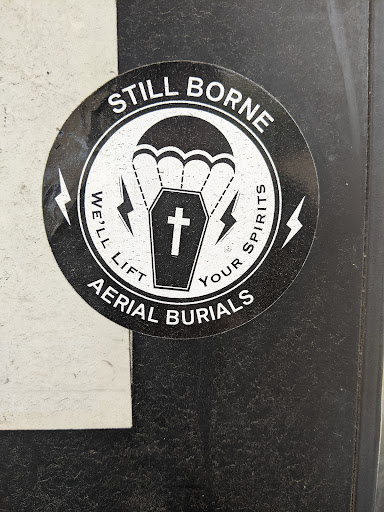 STILL BORNE
WE'LL LIFT YOUR SPIRITS
AERIAL BURIALS